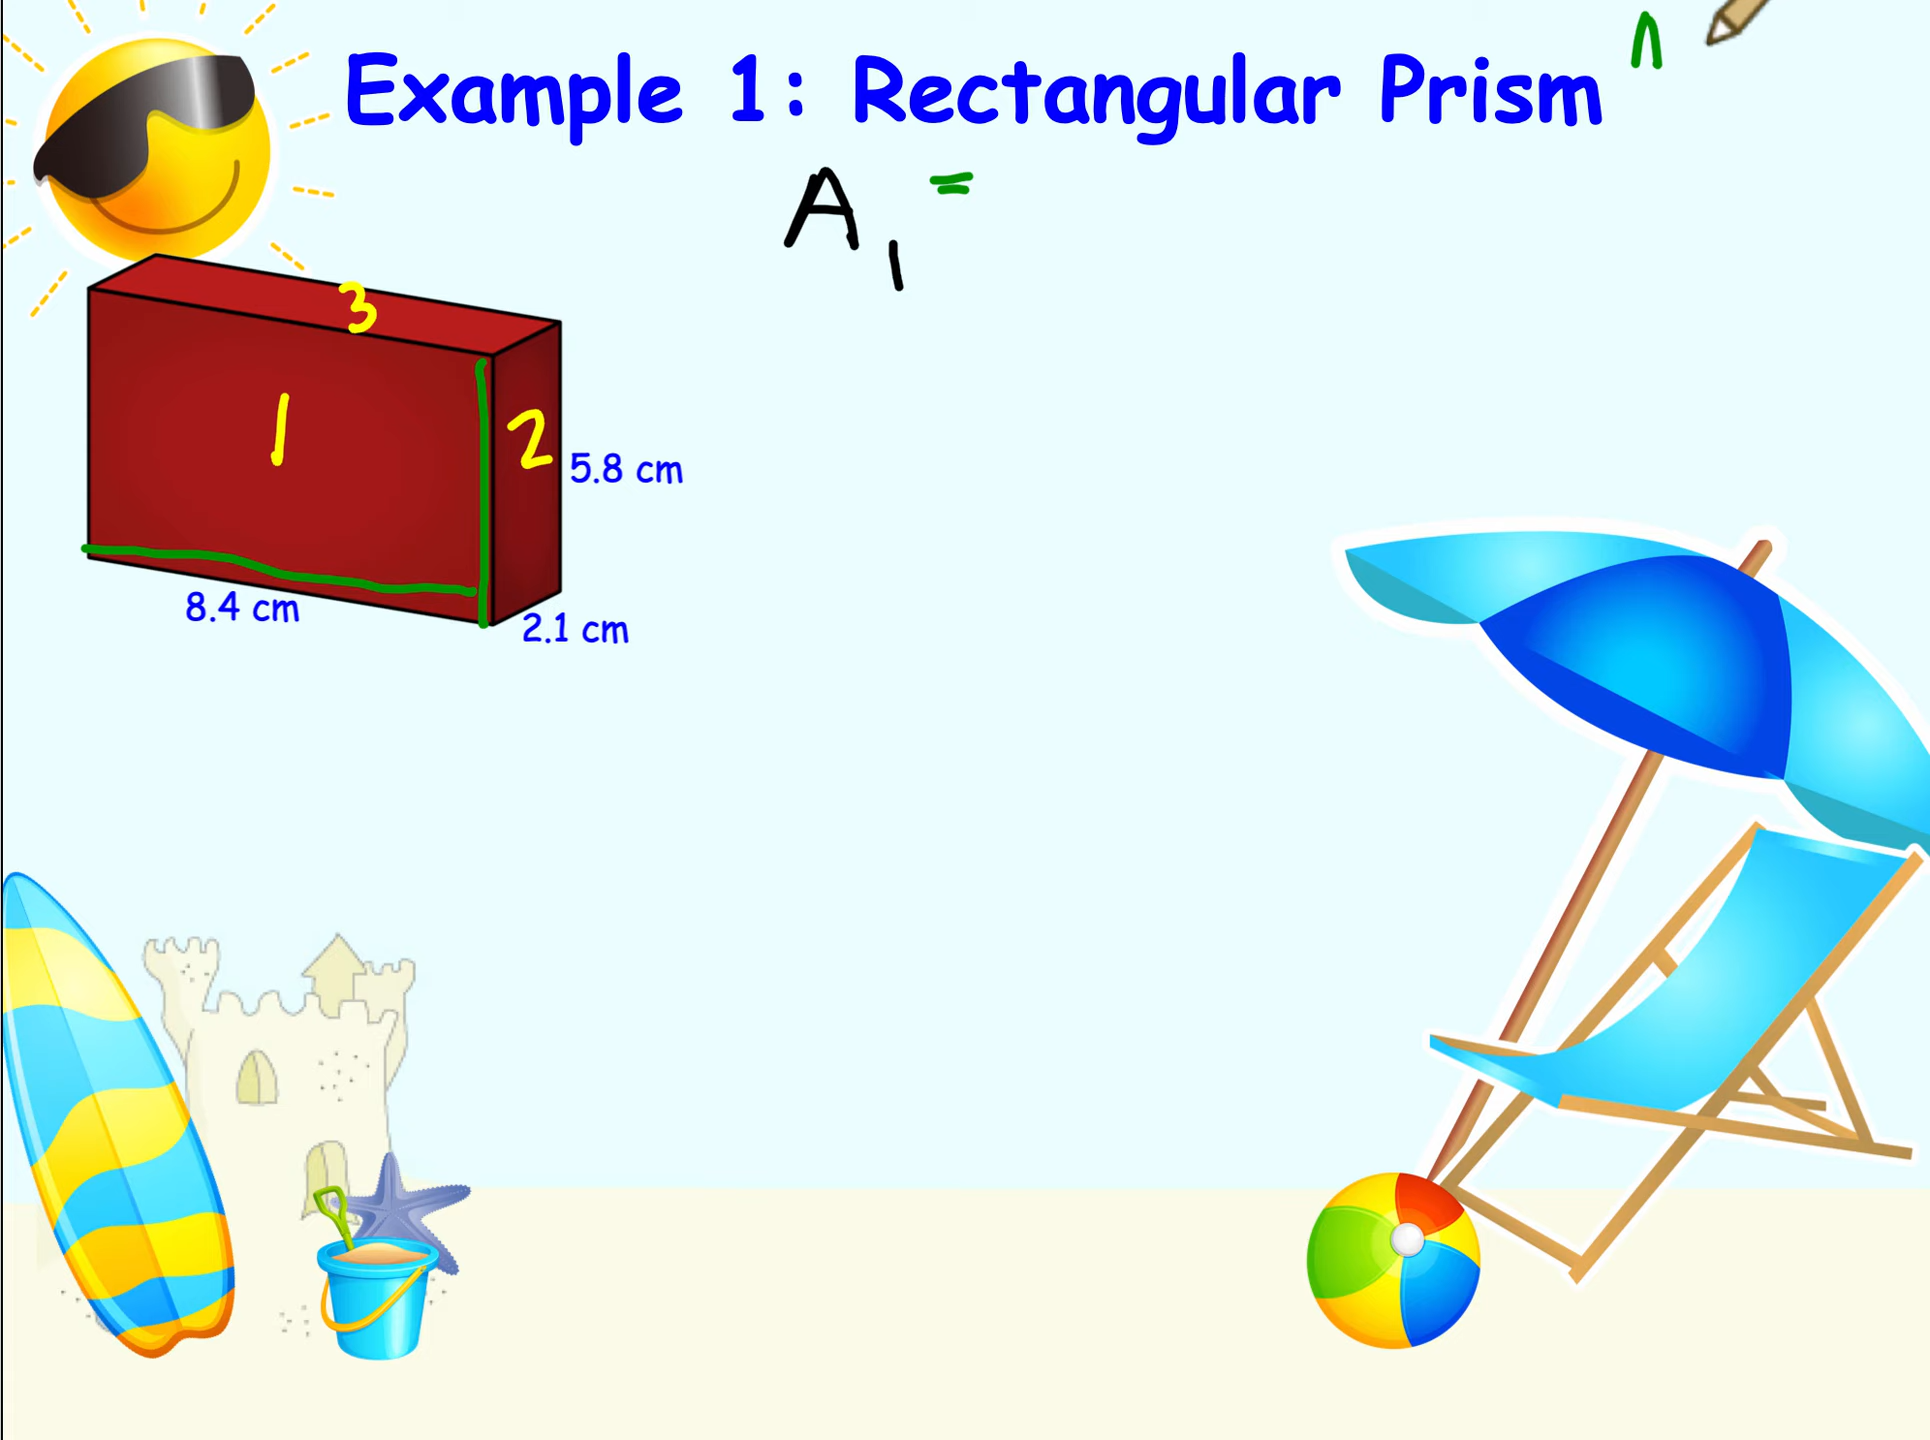 Example 1: Rectangular Prism
A₁ =
3
1
2
5.8 cm
8.4 cm
2.1 cm